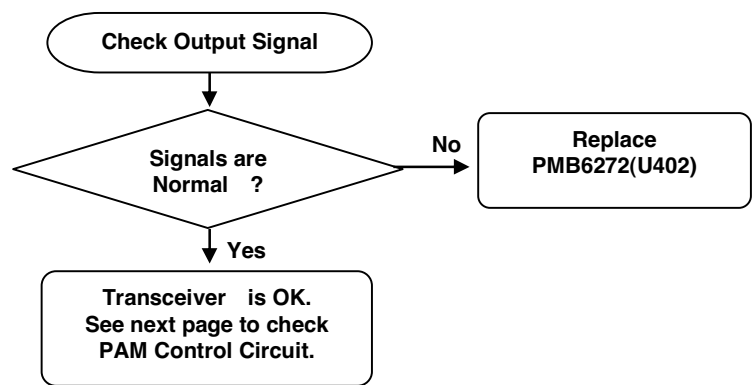 Check Output Signal
Signals are
Normal ?
No
Replace
PMB6272(U402)
Yes
Transceiver is OK.
See next page to check
PAM Control Circuit.